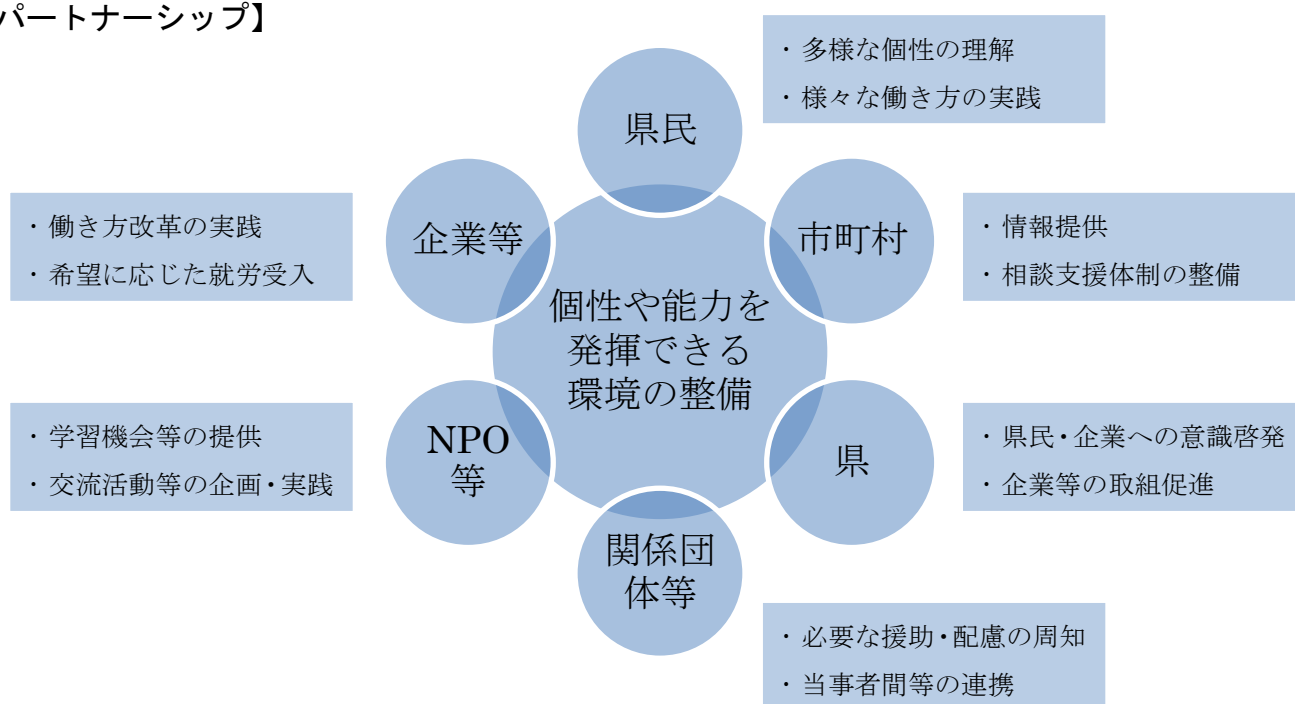 パートナーシップ】
県民
・多様な個性の理解
・様々な働き方の実践
市町村
・情報提供
・相談支援体制の整備
県
・県民・企業への意識啓発
・企業等の取組促進
関係団
体等
・必要な援助・配慮の周知
・当事者間等の連携
NPO
等
・学習機会等の提供
・交流活動等の企画・実践
企業等
・働き方改革の実践
・希望に応じた就労受入
個性や能力を
発揮できる
環境の整備